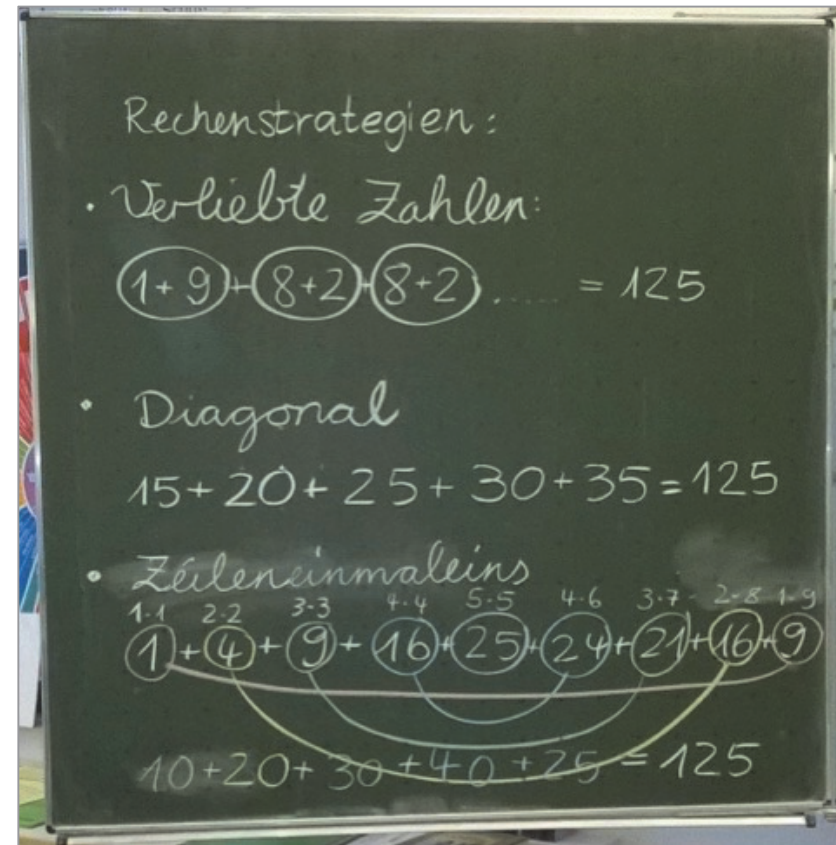 Rechenstrategien:
• Verliebte Zahlen:
(1+9)+(8+2)+(8+2)..... = 125
• Diagonal
15+20+25+30+35=125
• Zeileneinmaleins
1·1 2·2 3·3 4·4 5·5 4·6 3·7 2·8 1·9
1+4+9+16+25+24+21+16+9
10+20+30+40+25=125